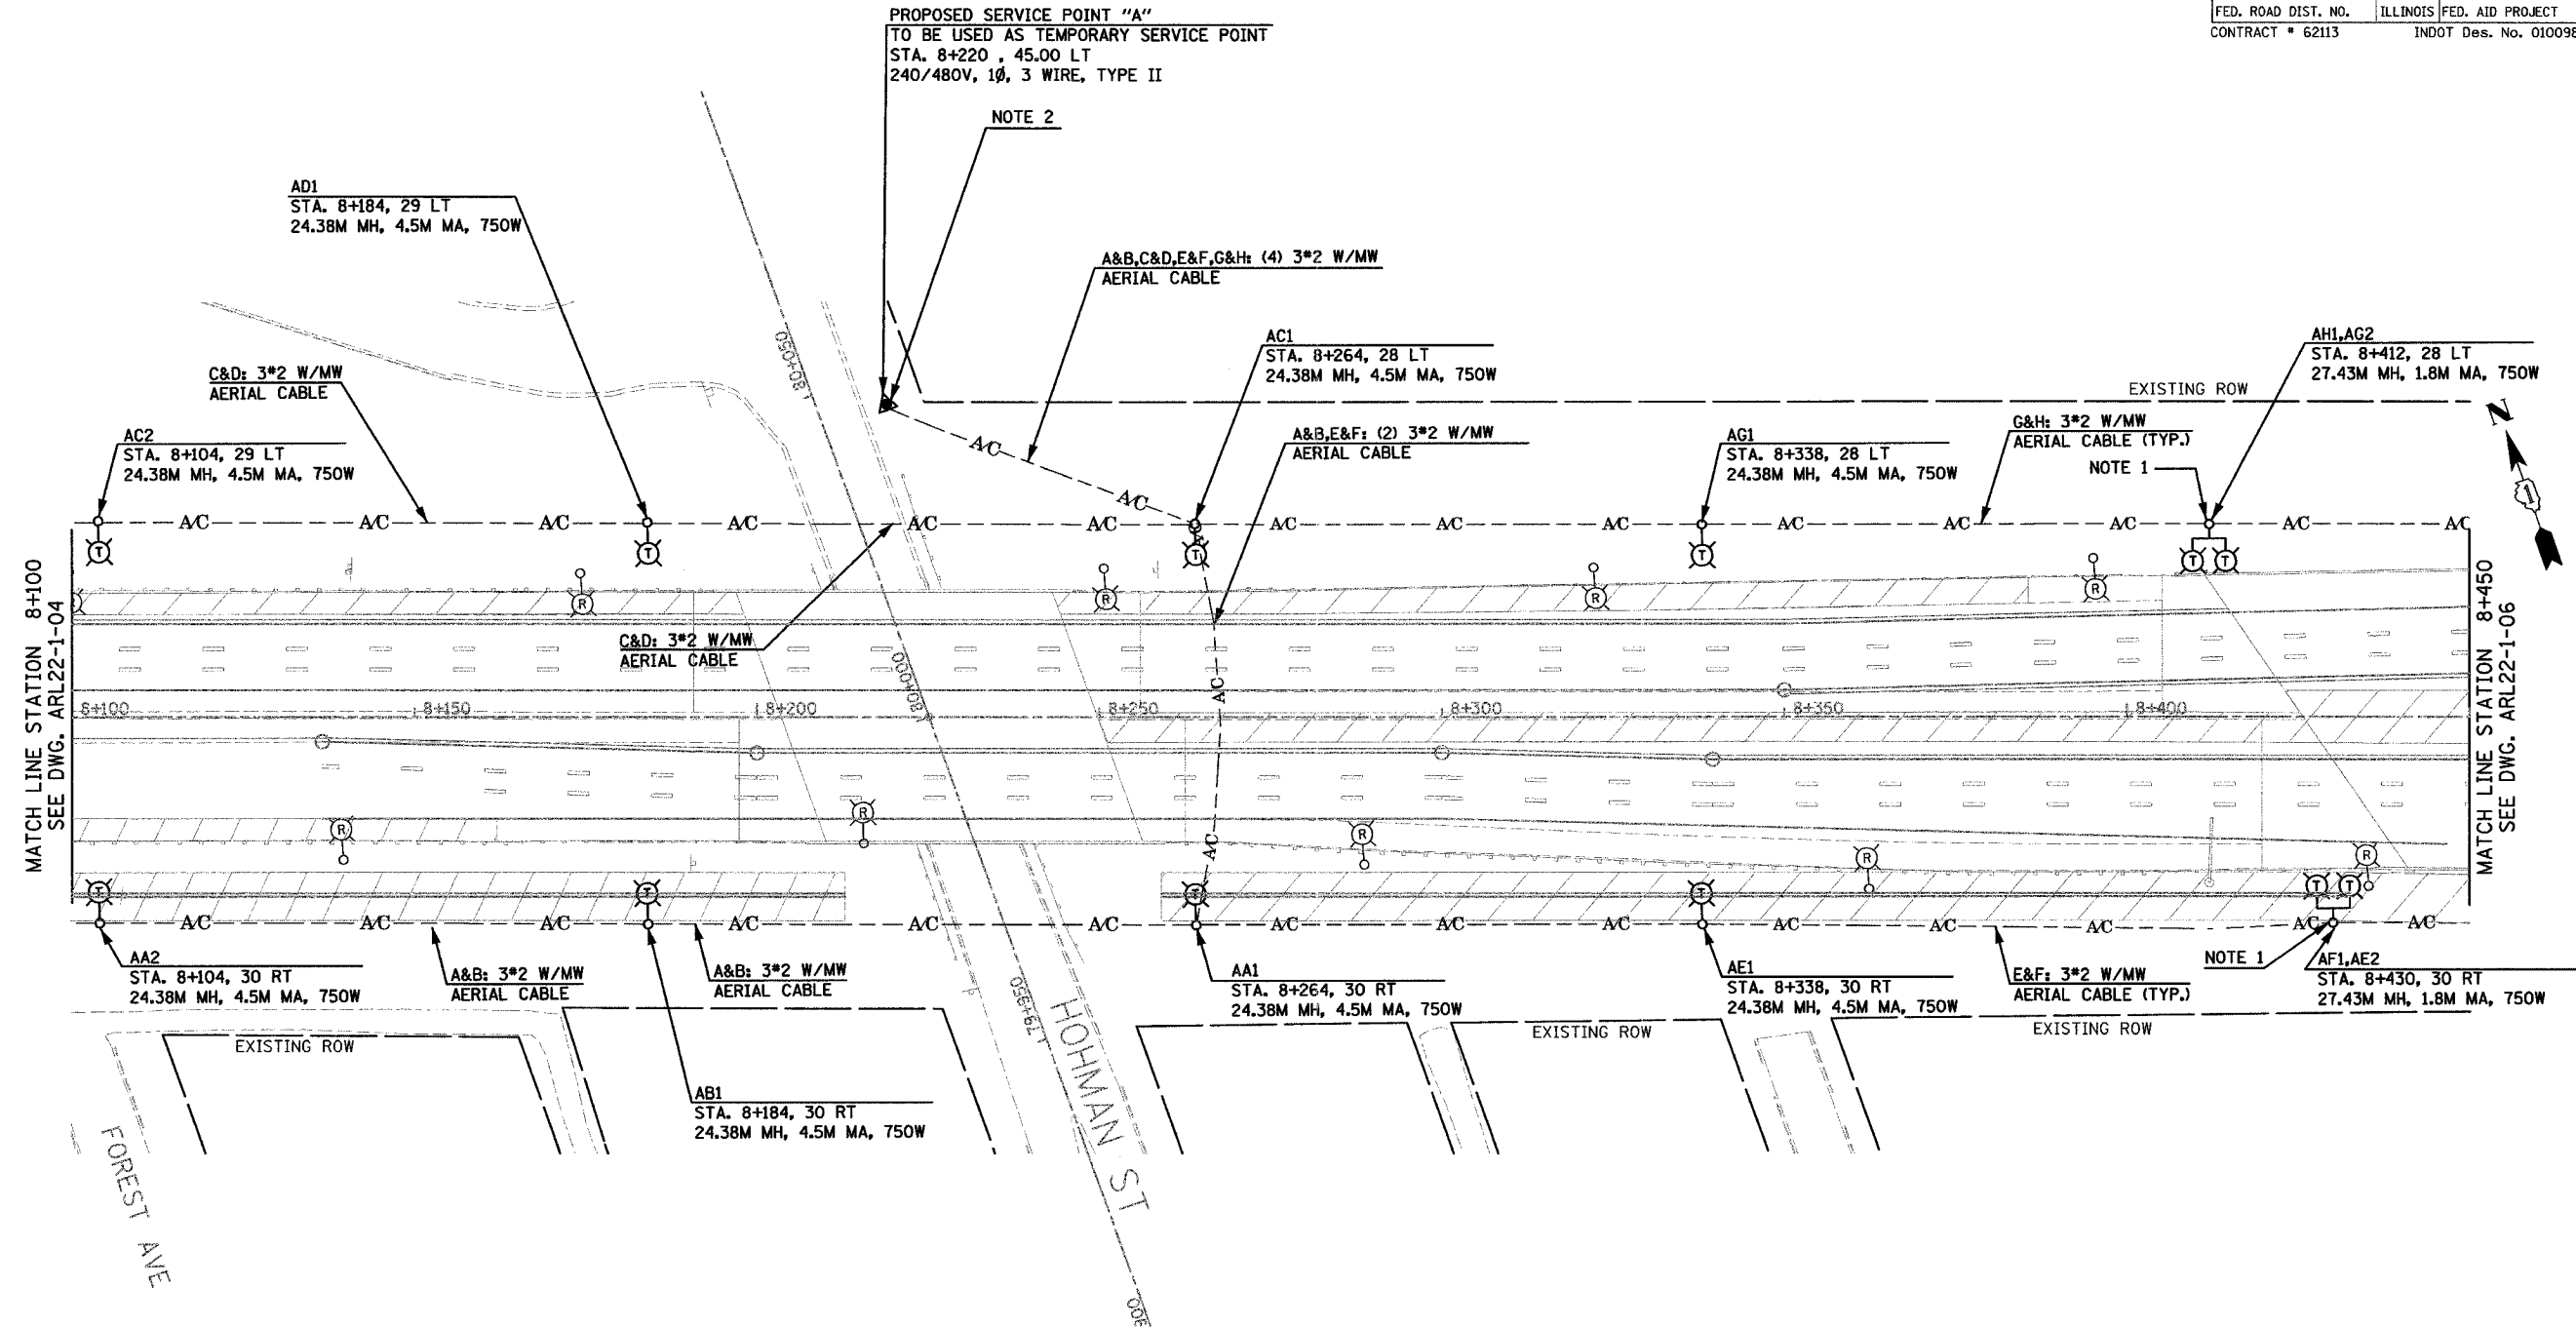 FED. ROAD DIST. NO. ILLINOIS FED. AID PROJECT
CONTRACT # 62113 INDOT Des. No. 010098
PROPOSED SERVICE POINT "A"
TO BE USED AS TEMPORARY SERVICE POINT
STA. 8+220 , 45.00 LT
240/480V, 1Ø, 3 WIRE, TYPE II
NOTE 2
AD1
STA. 8+184, 29 LT
24.38M MH, 4.5M MA, 750W
A&B,C&D,E&F,G&H: (4) 3#2 W/MW
AERIAL CABLE
AC1
STA. 8+264, 28 LT
24.38M MH, 4.5M MA, 750W
AH1,AG2
STA. 8+412, 28 LT
27.43M MH, 1.8M MA, 750W
C&D: 3#2 W/MW
AERIAL CABLE
180+050
EXISTING ROW
N
1
AC2
STA. 8+104, 29 LT
24.38M MH, 4.5M MA, 750W
A&B,E&F: (2) 3#2 W/MW
AERIAL CABLE
AG1
STA. 8+338, 28 LT
24.38M MH, 4.5M MA, 750W
G&H: 3#2 W/MW
AERIAL CABLE (TYP.)
NOTE 1
A/C A/C
A/C A/C A/C A/C A/C A/C A/C A/C A/C A/C A/C A/C A/C
T T T T T T
R R R R
MATCH LINE STATION 8+100
SEE DWG. ARL22-1-04
MATCH LINE STATION 8+450
SEE DWG. ARL22-1-06
C&D: 3#2 W/MW
AERIAL CABLE
180+000
A/C
8+100 8+150 8+200 8+250 8+300 8+350 8+400
R R R R R
A/C
T T T T T T
A/C A/C A/C A/C A/C A/C A/C A/C A/C A/C A/C A/C A/C A/C
AA2
STA. 8+104, 30 RT
24.38M MH, 4.5M MA, 750W
A&B: 3#2 W/MW
AERIAL CABLE
A&B: 3#2 W/MW
AERIAL CABLE
AA1
STA. 8+264, 30 RT
24.38M MH, 4.5M MA, 750W
AE1
STA. 8+338, 30 RT
24.38M MH, 4.5M MA, 750W
E&F: 3#2 W/MW
AERIAL CABLE (TYP.)
NOTE 1
AF1,AE2
STA. 8+430, 30 RT
27.43M MH, 1.8M MA, 750W
179+950
EXISTING ROW
EXISTING ROW
EXISTING ROW
AB1
STA. 8+184, 30 RT
24.38M MH, 4.5M MA, 750W
HOHMAN ST
FOREST AVE